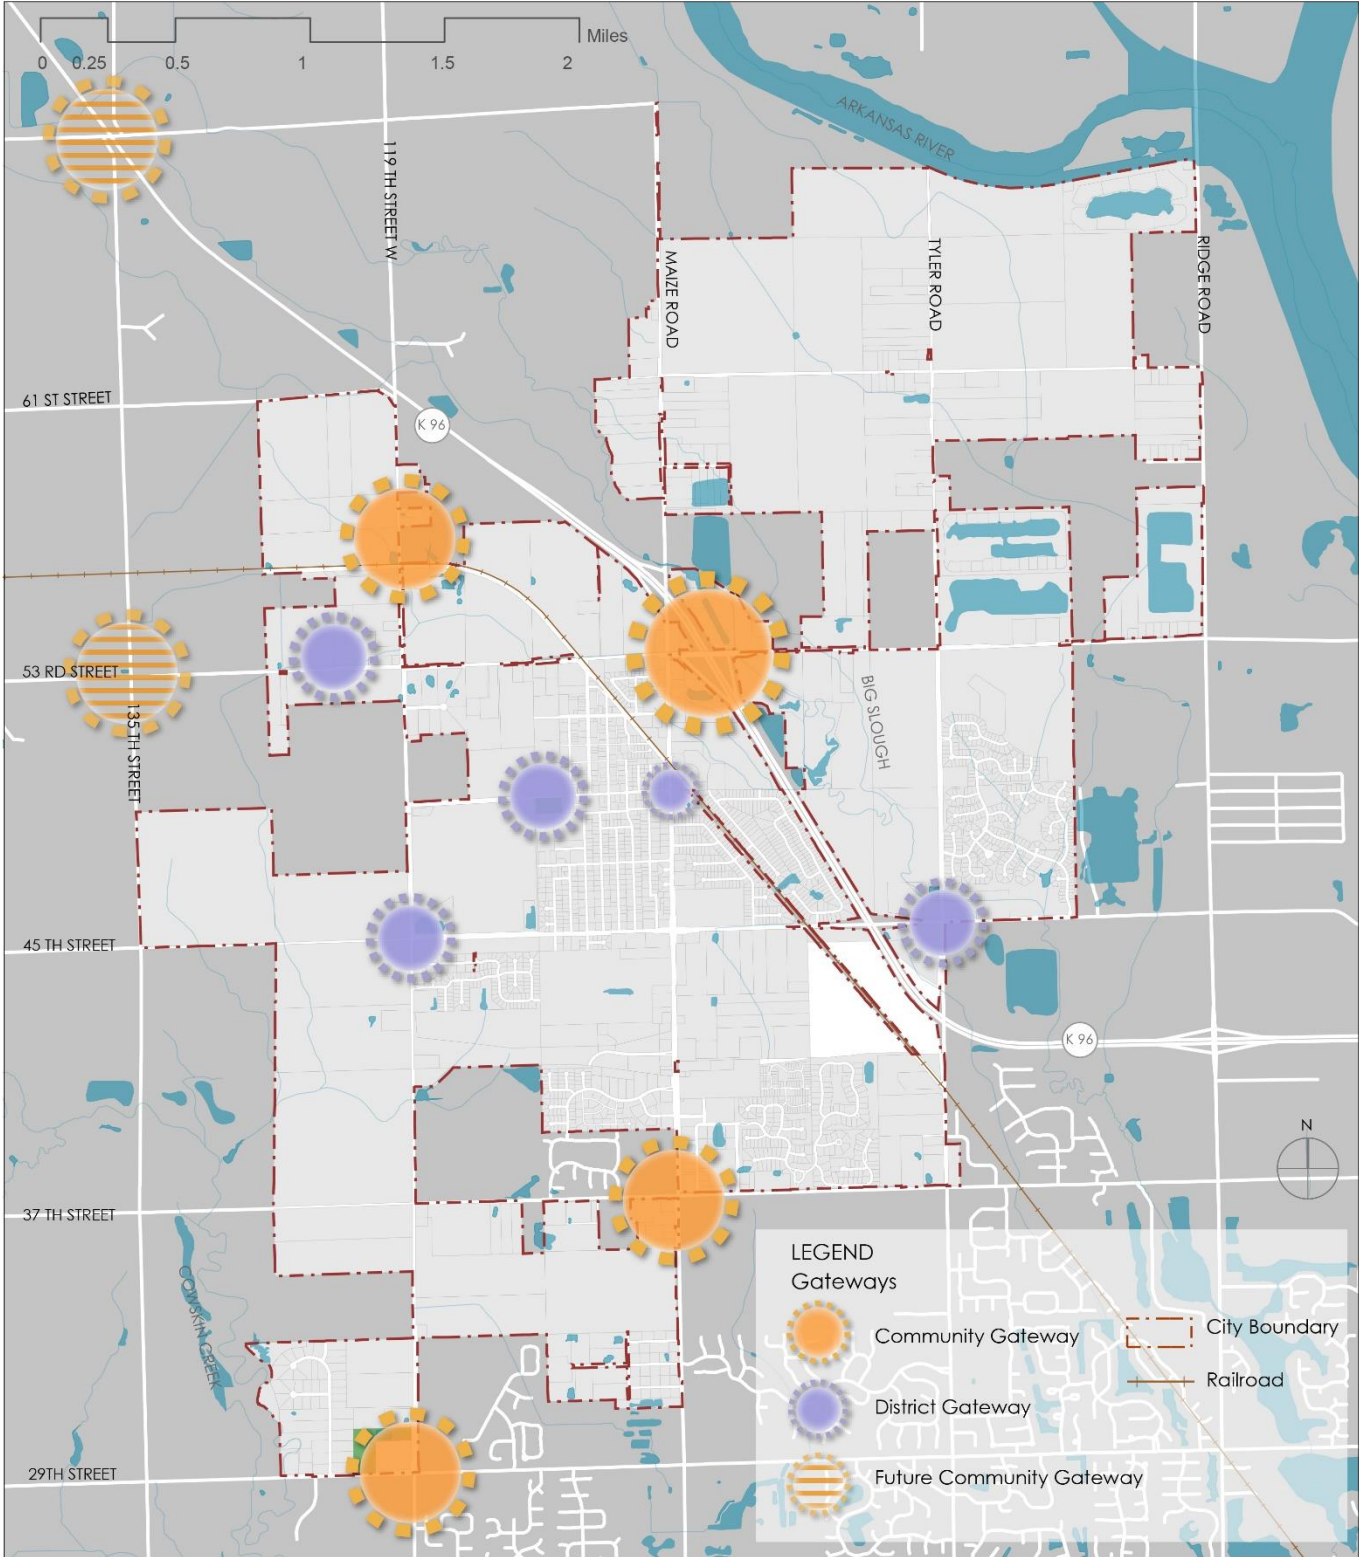 Miles
0 0.25 0.5 1 1.5 2
ARKANSAS RIVER
119 TH STREET W
MAIZE ROAD
TYLER ROAD
RIDGE ROAD
61 ST STREET
K 96
53 RD STREET
135 TH STREET
BIG SLOUGH
45 TH STREET
K 96
N
37 TH STREET
COWSKIN CREEK
29TH STREET
LEGEND
Gateways
Community Gateway
District Gateway
Future Community Gateway
City Boundary
Railroad